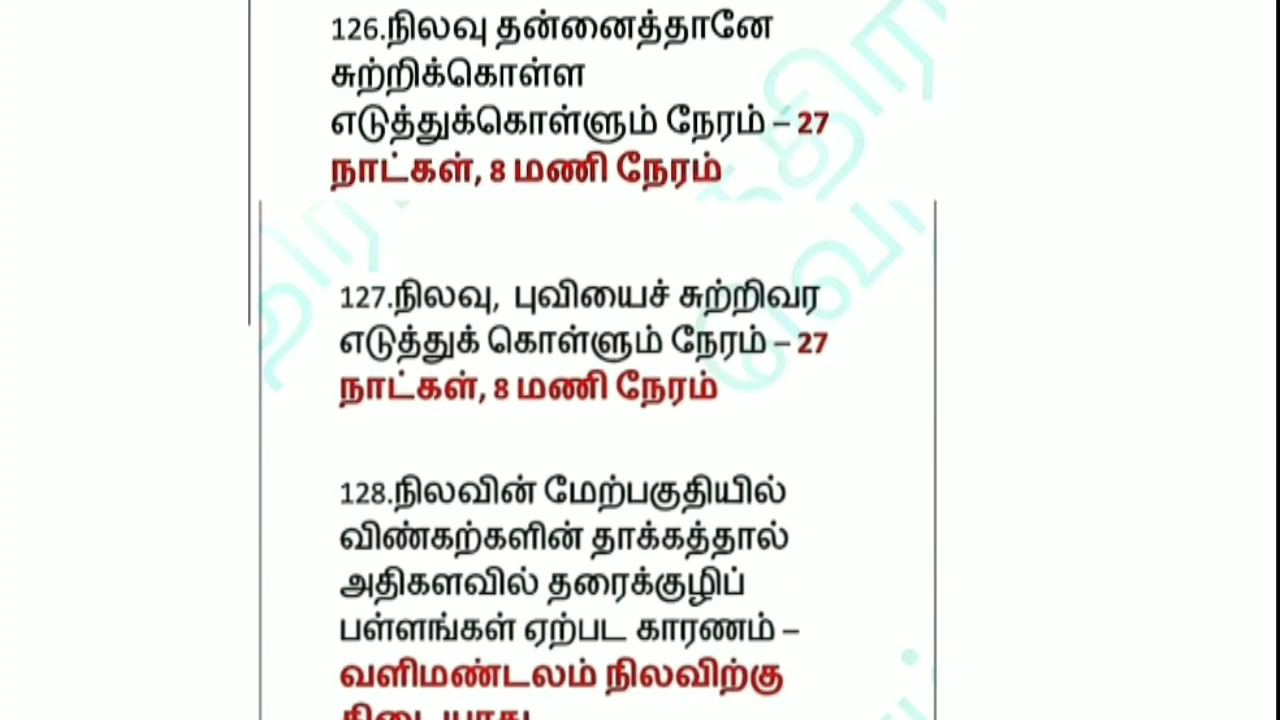 126.நிலவு தன்னைத்தானே
சுற்றிக்கொள்ள
எடுத்துக்கொள்ளும் நேரம் – 27
நாட்கள், 8 மணி நேரம்
127.நிலவு, புவியைச் சுற்றிவர
எடுத்துக் கொள்ளும் நேரம் – 27
நாட்கள், 8 மணி நேரம்
128.நிலவின் மேற்பகுதியில்
விண்கற்களின் தாக்கத்தால்
அதிகளவில் தரைக்குழிப்
பள்ளங்கள் ஏற்பட காரணம் –
வளிமண்டலம் நிலவிற்கு